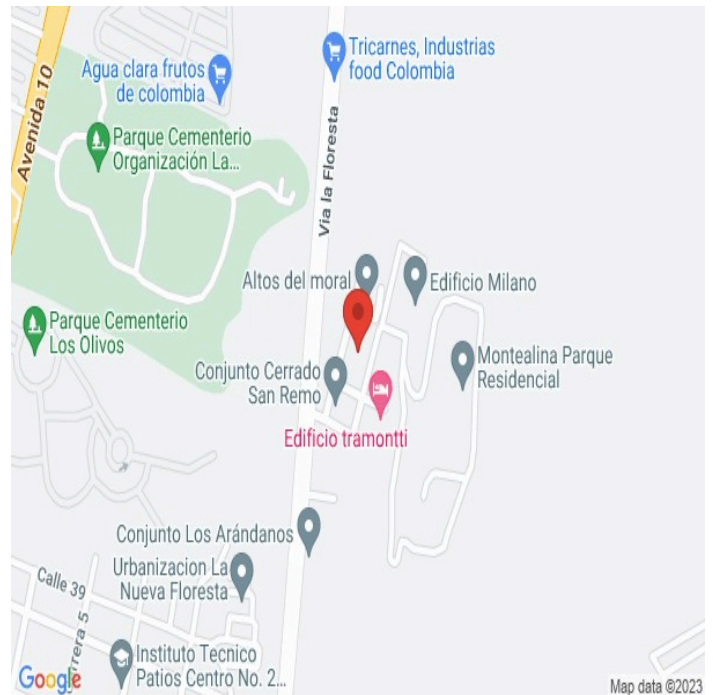 Tricarnes, Industrias
food Colombia
Agua clara frutos
de colombia
Avenida 10
Parque Cementerio
Organización La...
Via la Floresta
Altos del moral
Edificio Milano
Parque Cementerio
Los Olivos
Montealina Parque
Residencial
Conjunto Cerrado
San Remo
Edificio tramontti
Conjunto Los Arándanos
Urbanizacion La
Nueva Floresta
Calle 39
rrera 5
Instituto Tecnico
Patios Centro No. 2...
Google
Map data ©2023